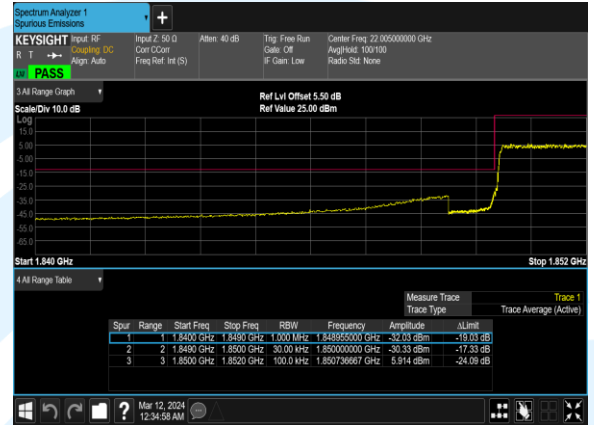 Spectrum Analyzer 1
Spurious Emissions
+
KEYSIGHT Input: RF Input Z: 50 Ω Atten: 40 dB Trig: Free Run Center Freq: 22.005000000 GHz
R T Coupling: DC Corr CCorr Gate: Off Avg|Hold: 100/100
Align: Auto Freq Ref: Int (S) IF Gain: Low Radio Std: None
PASS
3 All Range Graph
Ref Lvl Offset 5.50 dB
Scale/Div 10.0 dB Ref Value 25.00 dBm
Log
15.0
5.00
-5.00
-15.0
-25.0
-35.0
-45.0
-55.0
-65.0
Start 1.840 GHz Stop 1.852 GHz
4 All Range Table
Measure Trace Trace 1
Trace Type Trace Average (Active)
Spur Range Start Freq Stop Freq RBW Frequency Amplitude ΔLimit
1 1 1.8400 GHz 1.8490 GHz 1.000 MHz 1.848955000 GHz -32.03 dBm -19.03 dB
2 2 1.8490 GHz 1.8500 GHz 30.00 kHz 1.850000000 GHz -30.33 dBm -17.33 dB
3 3 1.8500 GHz 1.8520 GHz 100.0 kHz 1.850736667 GHz 5.914 dBm -24.09 dB
? Mar 12, 2024
12:34:58 AM